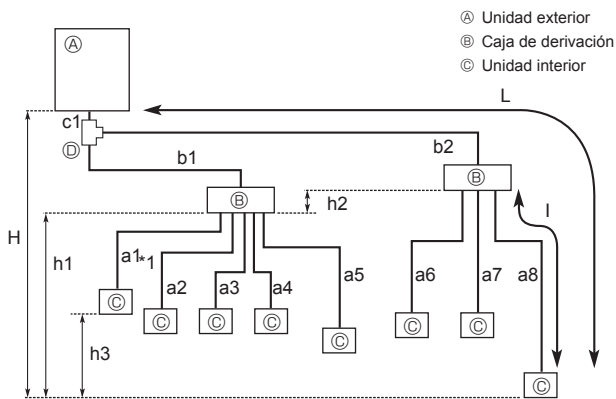 Ⓐ Unidad exterior
Ⓑ Caja de derivación
Ⓒ Unidad interior
Ⓐ
L
c1
Ⓓ
b1
b2
Ⓑ
Ⓑ
h2
H
h1
l
a1*1
a2
a3
a4
a5
a6
a7
a8
Ⓒ
Ⓒ
Ⓒ
Ⓒ
Ⓒ
Ⓒ
Ⓒ
h3
Ⓒ